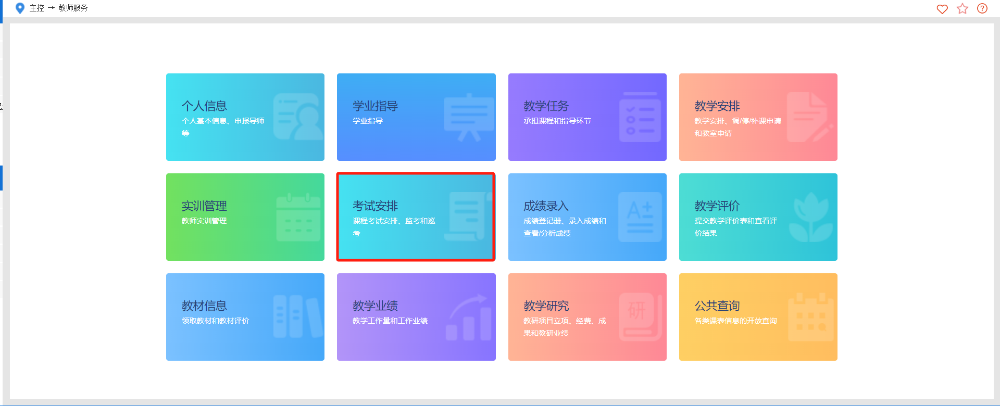 主控 → 教师服务
个人信息
个人基本信息、申报导师
等
学业指导
学业指导
教学任务
承担课程和指导环节
教学安排
教学安排、调/停/补课申请
和教室申请
实训管理
教师实训管理
考试安排
课程考试安排、监考和巡
考
成绩录入
成绩登记册、录入成绩和
查看/分析成绩
A+
教学评价
提交教学评价表和查看评
价结果
教材信息
领取教材和教材评价
教学业绩
教学工作量和工作业绩
教学研究
教研项目立项、经费、成
果和教研业绩
研
公共查询
各类课表信息的开放查询